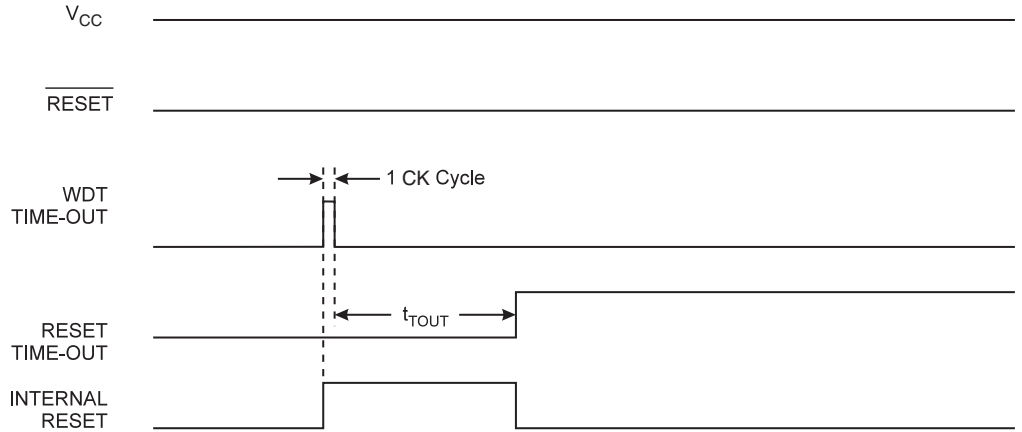 VCC
RESET
1 CK Cycle
WDT
TIME-OUT
tTOUT
RESET
TIME-OUT
INTERNAL
RESET